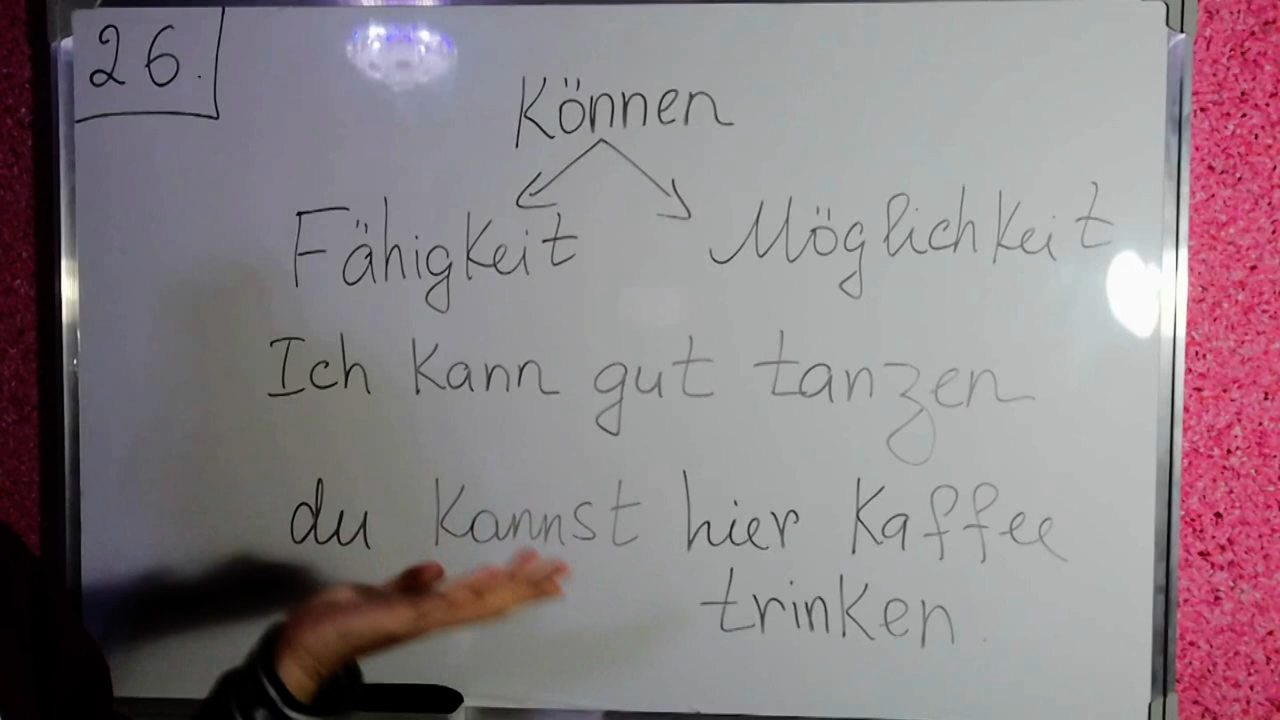 26.
Können
Fähigkeit Möglichkeit
Ich kann gut tanzen
du kannst hier Kaffee
trinken.